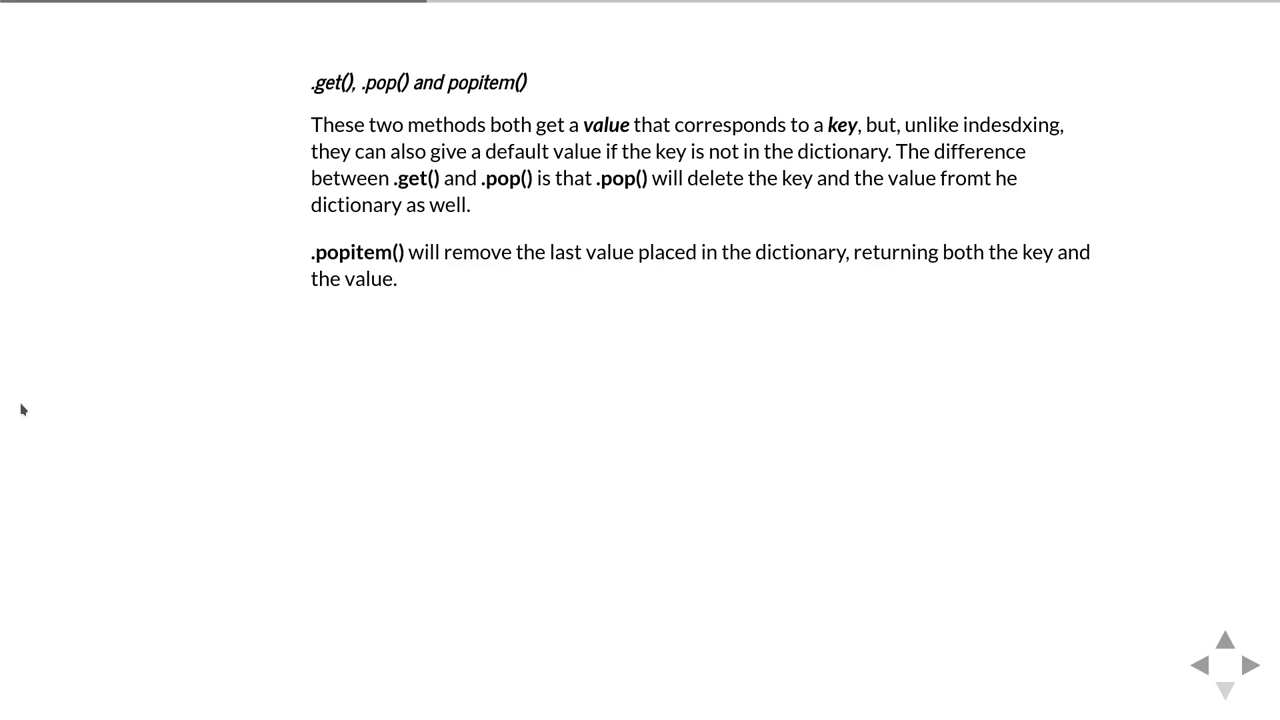 .get(), .pop() and popitem()
These two methods both get a value that corresponds to a key, but, unlike indesdxing,
they can also give a default value if the key is not in the dictionary. The difference
between .get() and .pop() is that .pop() will delete the key and the value fromt he
dictionary as well.
.popitem() will remove the last value placed in the dictionary, returning both the key and
the value.